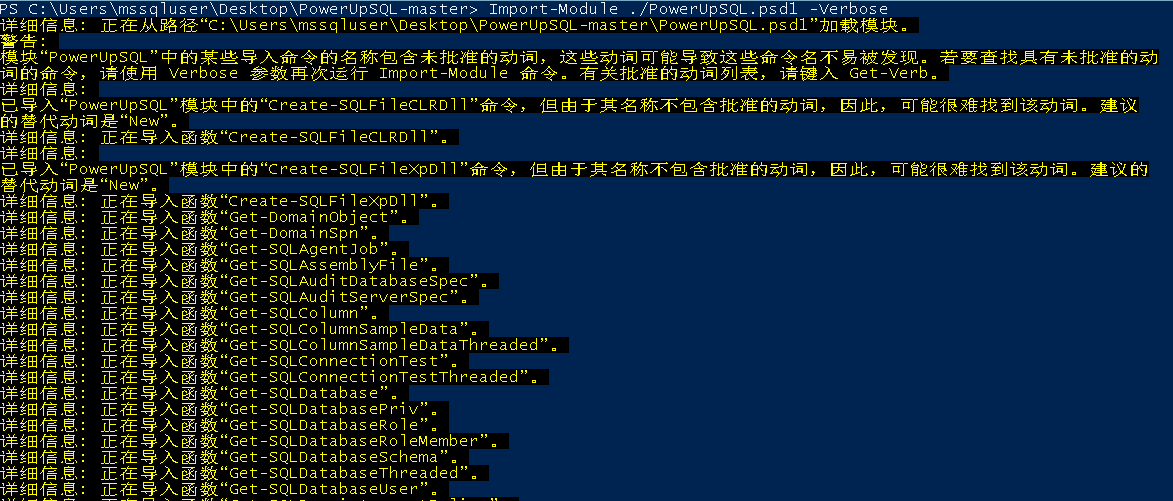 PS C:\Users\mssqluser\Desktop\PowerUpSQL-master> Import-Module ./PowerUpSQL.psd1 -Verbose
详细信息: 正在从路径“C:\Users\mssqluser\Desktop\PowerUpSQL-master\PowerUpSQL.psd1”加载模块。
警告:
模块“PowerUpSQL”中的某些导入命令的名称包含未批准的动词，这些动词可能导致这些命令名不易被发现。若要查找具有未批准的动
词的命令，请使用 Verbose 参数再次运行 Import-Module 命令。有关批准的动词列表，请键入 Get-Verb。
详细信息:
已导入“PowerUpSQL”模块中的“Create-SQLFileCLRDll”命令，但由于其名称不包含批准的动词，因此，可能很难找到该动词。建议
的替代动词是“New”。
详细信息: 正在导入函数“Create-SQLFileCLRDll”。
详细信息:
已导入“PowerUpSQL”模块中的“Create-SQLFileXpDll”命令，但由于其名称不包含批准的动词，因此，可能很难找到该动词。建议的
替代动词是“New”。
详细信息: 正在导入函数“Create-SQLFileXpDll”。
详细信息: 正在导入函数“Get-DomainObject”。
详细信息: 正在导入函数“Get-DomainSpn”。
详细信息: 正在导入函数“Get-SQLAgentJob”。
详细信息: 正在导入函数“Get-SQLAssemblyFile”。
详细信息: 正在导入函数“Get-SQLAuditDatabaseSpec”。
详细信息: 正在导入函数“Get-SQLAuditServerSpec”。
详细信息: 正在导入函数“Get-SQLColumn”。
详细信息: 正在导入函数“Get-SQLColumnSampleData”。
详细信息: 正在导入函数“Get-SQLColumnSampleDataThreaded”。
详细信息: 正在导入函数“Get-SQLConnectionTest”。
详细信息: 正在导入函数“Get-SQLConnectionTestThreaded”。
详细信息: 正在导入函数“Get-SQLDatabase”。
详细信息: 正在导入函数“Get-SQLDatabasePriv”。
详细信息: 正在导入函数“Get-SQLDatabaseRole”。
详细信息: 正在导入函数“Get-SQLDatabaseRoleMember”。
详细信息: 正在导入函数“Get-SQLDatabaseSchema”。
详细信息: 正在导入函数“Get-SQLDatabaseThreaded”。
详细信息: 正在导入函数“Get-SQLDatabaseUser”。